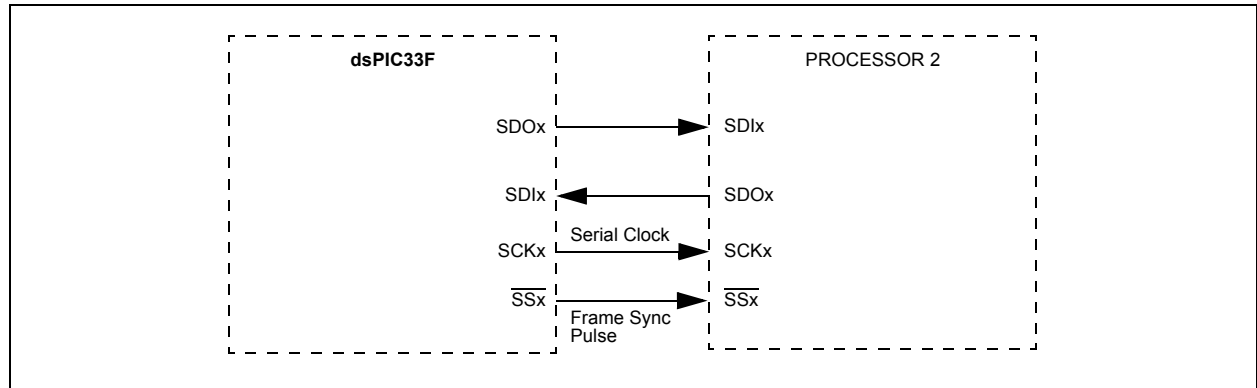 dsPIC33F
PROCESSOR 2
SDOx
SDIx
SDIx
SDOx
Serial Clock
SCKx
SCKx
SSx
SSx
Frame Sync
Pulse